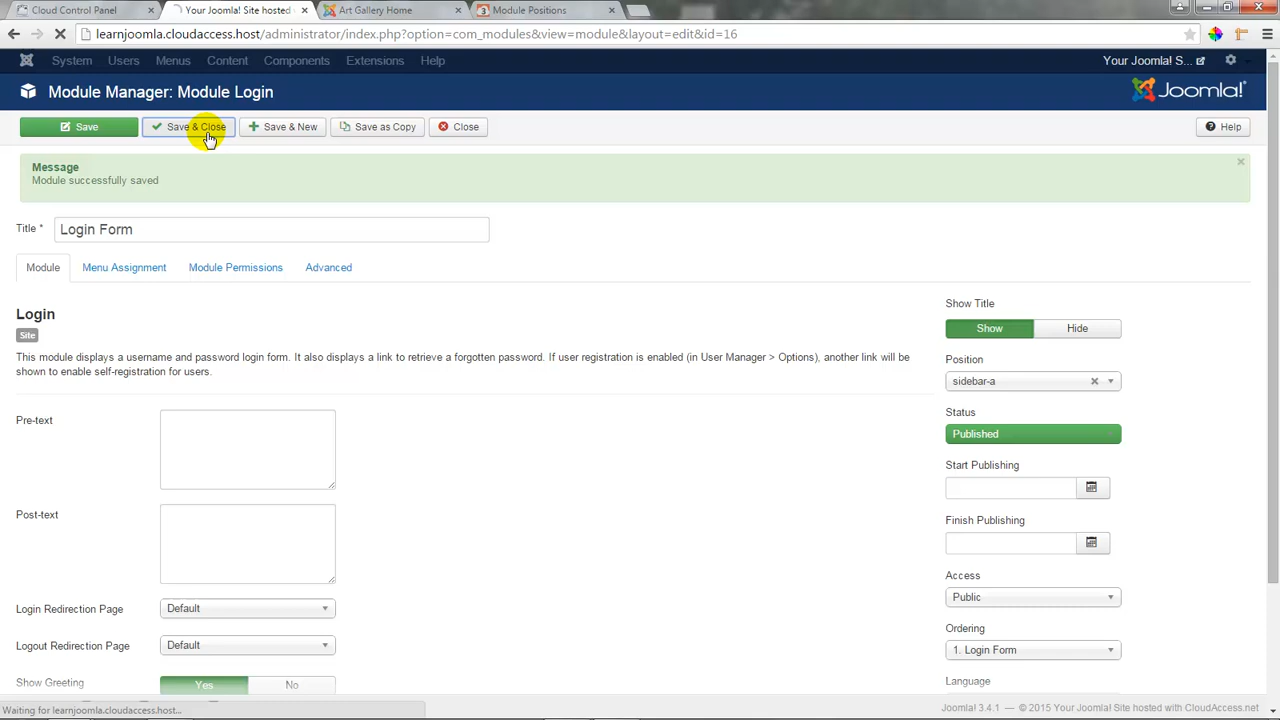 Cloud Control Panel
Your Joomla! Site hosted
Art Gallery Home
Module Positions
learnjoomla.cloudaccess.host/administrator/index.php?option=com_modules&view=module&layout=edit&id=16
System Users Menus Content Components Extensions Help
Your Joomla! S...
Module Manager: Module Login
Joomla!
Save
Save & Close
Save & New
Save as Copy
Close
Help
Message
Module successfully saved
Title * Login Form
Module Menu Assignment Module Permissions Advanced
Login
Site
This module displays a username and password login form. It also displays a link to retrieve a forgotten password. If user registration is enabled (in User Manager > Options), another link will
be shown to enable self-registration for users.
Pre-text
Post-text
Login Redirection Page Default
Logout Redirection Page Default
Show Greeting Yes No
Show Title
Show Hide
Position
sidebar-a
Status
Published
Start Publishing
Finish Publishing
Access
Public
Ordering
1. Login Form
Language
Waiting for learnjoomla.cloudaccess.host...
Joomla! 3.4.1 — © 2015 Your Joomla! Site hosted with CloudAccess.net